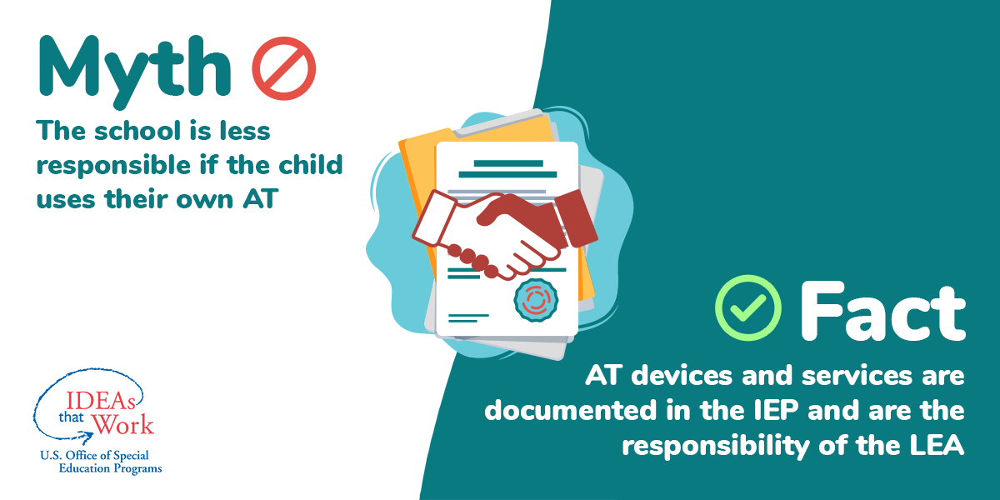 Myth
The school is less
responsible if the child
uses their own AT
Fact
AT devices and services are
documented in the IEP and are the
responsibility of the LEA
IDEAs
that Work
U.S. Office of Special
Education Programs